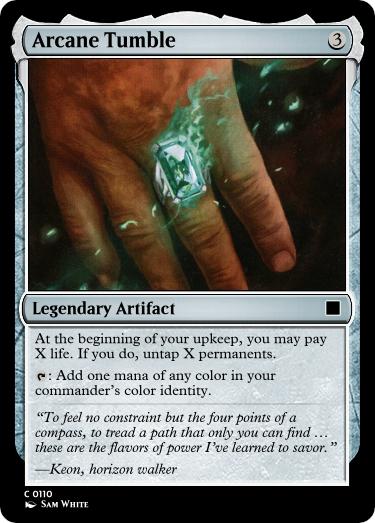 Arcane Tumble
3
Legendary Artifact
At the beginning of your upkeep, you may pay
X life. If you do, untap X permanents.
: Add one mana of any color in your
commander's color identity.
"To feel no constraint but the four points of a
compass, to tread a path that only you can find …
these are the flavors of power I've learned to savor."
—Keon, horizon walker
C 0110
Sam White